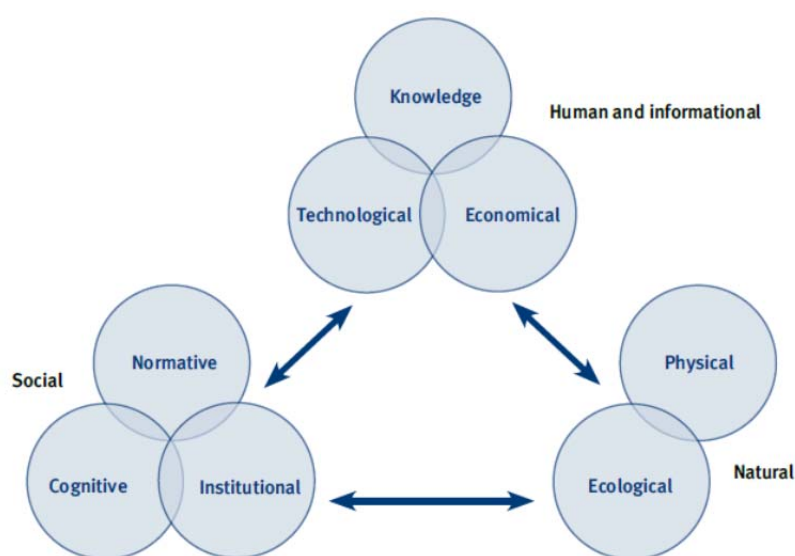 Knowledge
Human and informational
Technological
Economical
Normative
Physical
Social
Cognitive
Institutional
Ecological
Natural